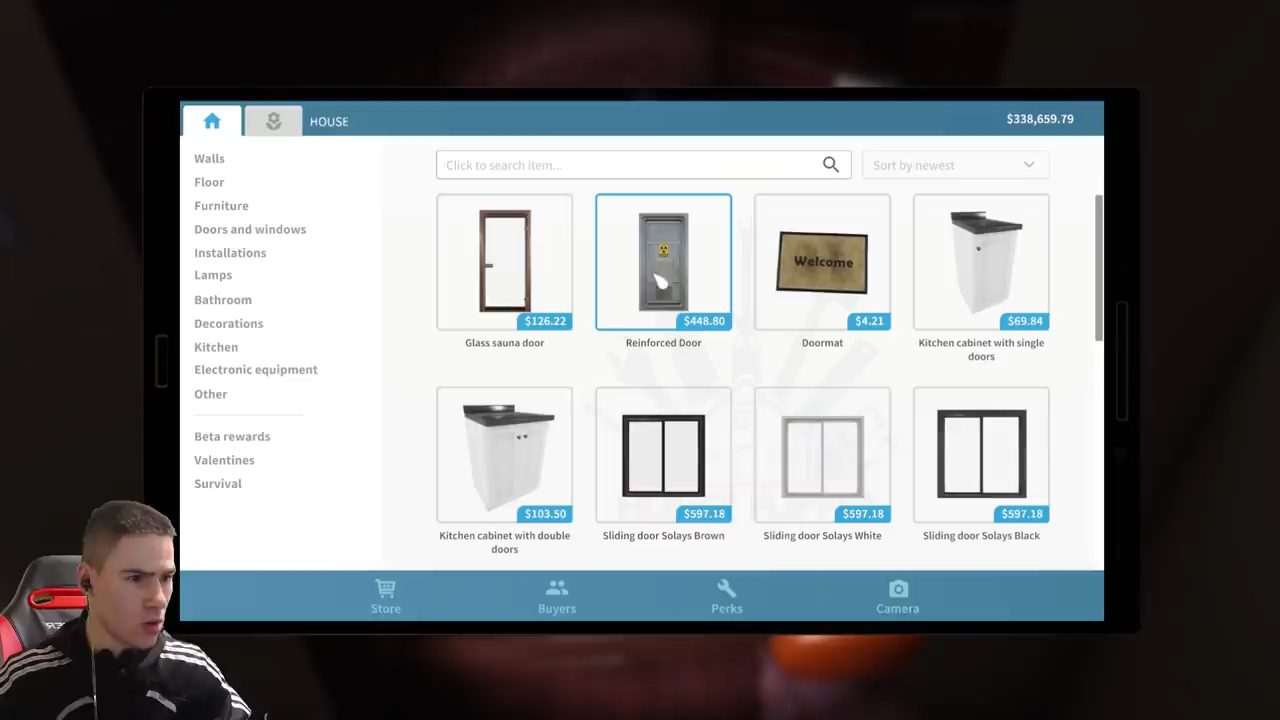 HOUSE
$338,659.79
Walls
Floor
Furniture
Doors and windows
Installations
Lamps
Bathroom
Decorations
Kitchen
Electronic equipment
Other
Beta rewards
Valentines
Survival
Click to search item...
Sort by newest
$126.22
$448.80
Welcome
$4.21
$69.84
Glass sauna door
Reinforced Door
Doormat
Kitchen cabinet with single
doors
$103.50
$597.18
$597.18
$597.18
Kitchen cabinet with double
doors
Sliding door Solays Brown
Sliding door Solays White
Sliding door Solays Black
Store
Buyers
Perks
Camera